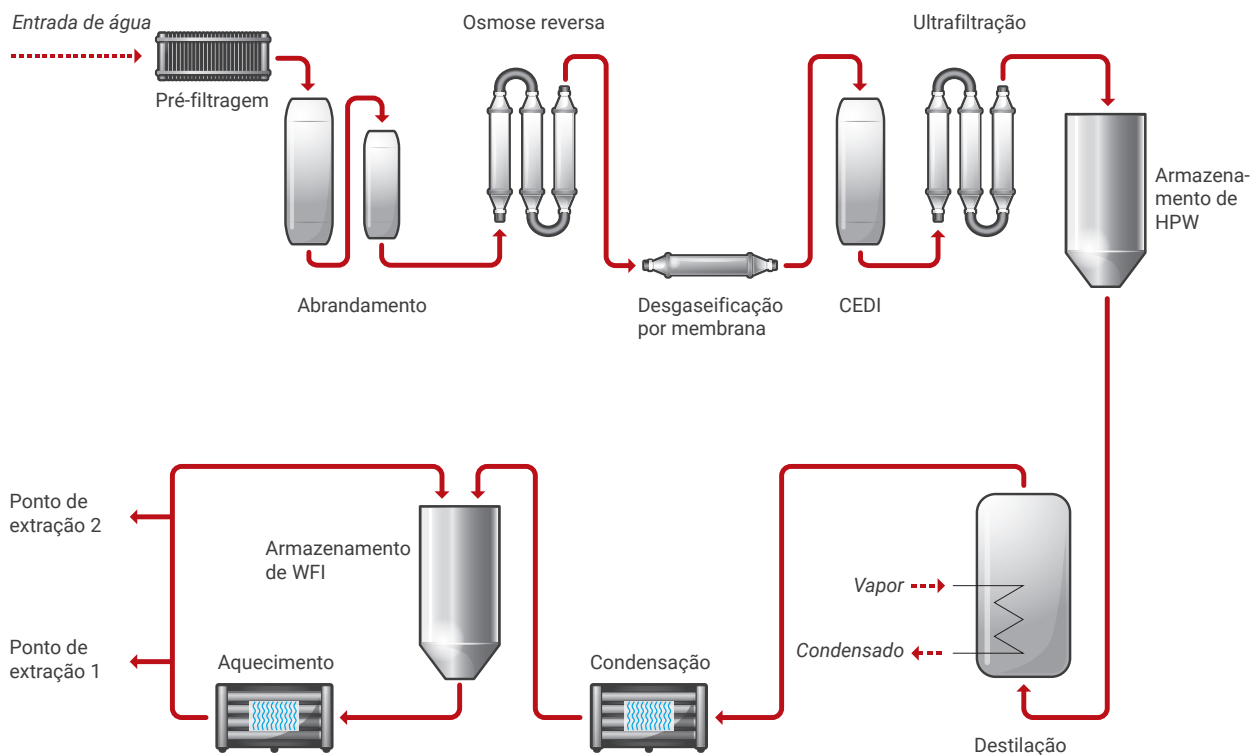 Entrada de água
Pré-filtragem
Abrandamento
Osmose reversa
Desgaseificação
por membrana
CEDI
Ultrafiltração
Armazena-
mento de
HPW
Ponto de
extração 2
Ponto de
extração 1
Aquecimento
Armazenamento
de WFI
Condensação
Vapor
Condensado
Destilação